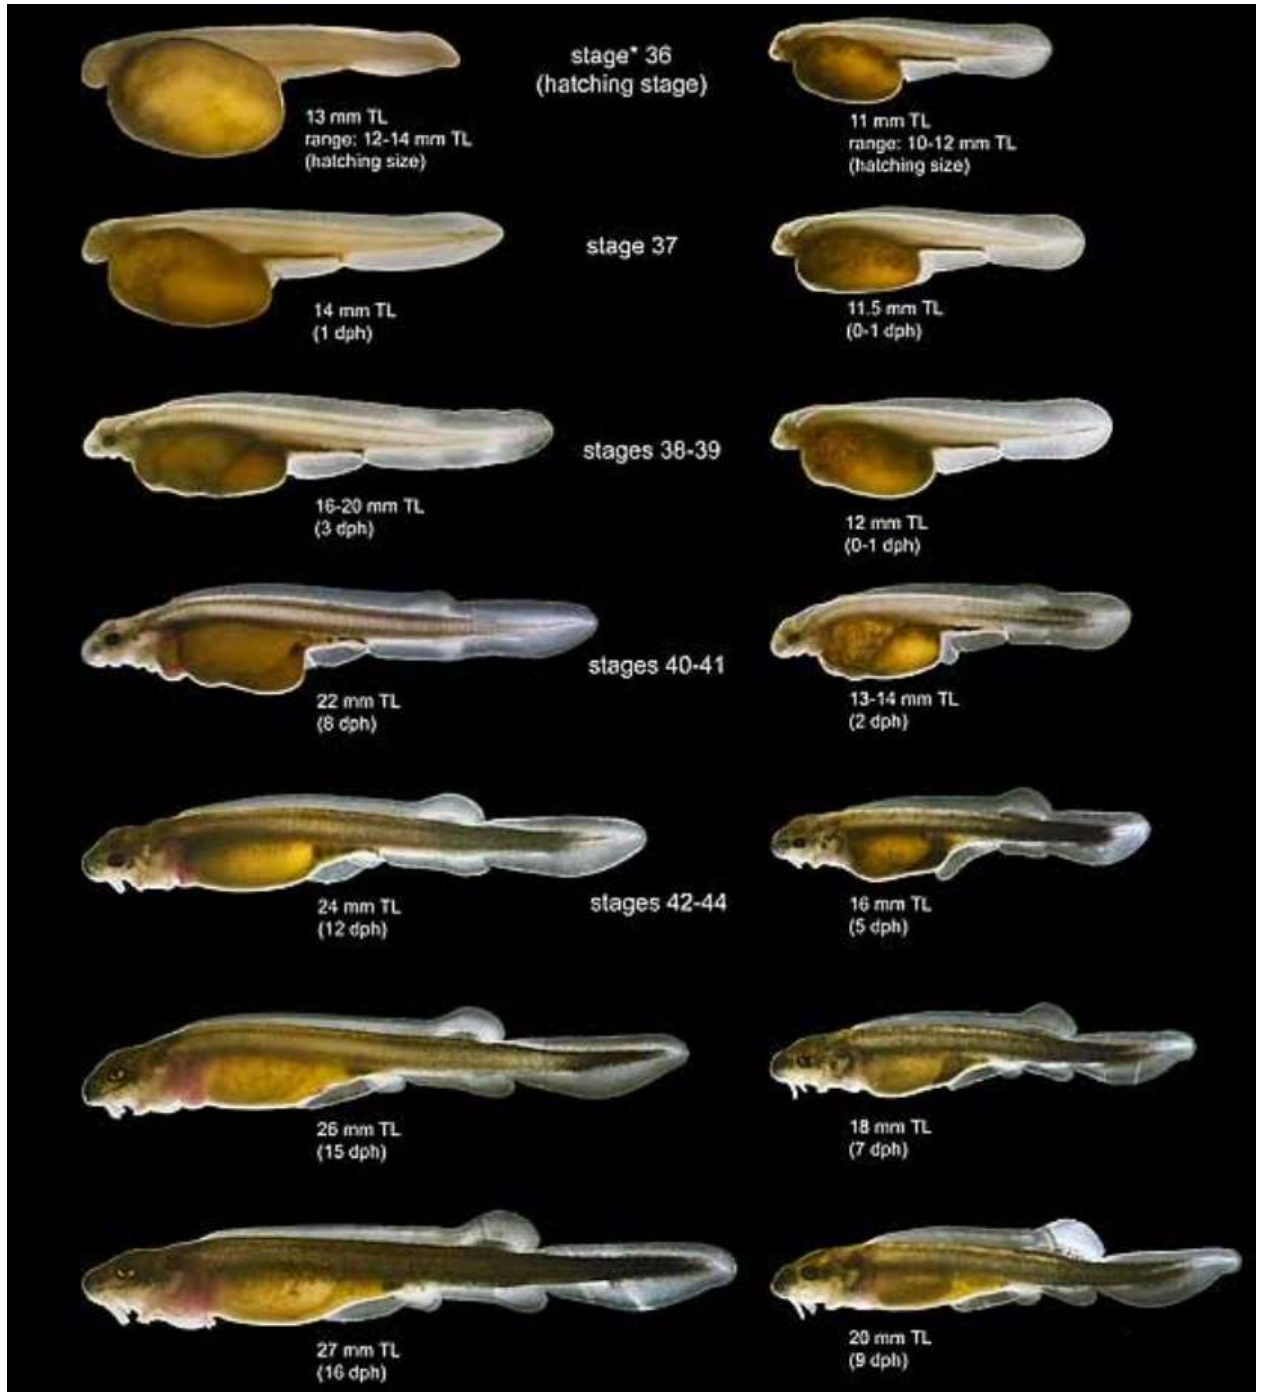 stage* 36
(hatching stage)
13 mm TL
range: 12-14 mm TL
(hatching size)
11 mm TL
range: 10-12 mm TL
(hatching size)
stage 37
14 mm TL
(1 dph)
11.5 mm TL
(0-1 dph)
stages 38-39
16-20 mm TL
(3 dph)
12 mm TL
(0-1 dph)
stages 40-41
22 mm TL
(8 dph)
13-14 mm TL
(2 dph)
stages 42-44
24 mm TL
(12 dph)
16 mm TL
(5 dph)
26 mm TL
(15 dph)
18 mm TL
(7 dph)
27 mm TL
(16 dph)
20 mm TL
(9 dph)